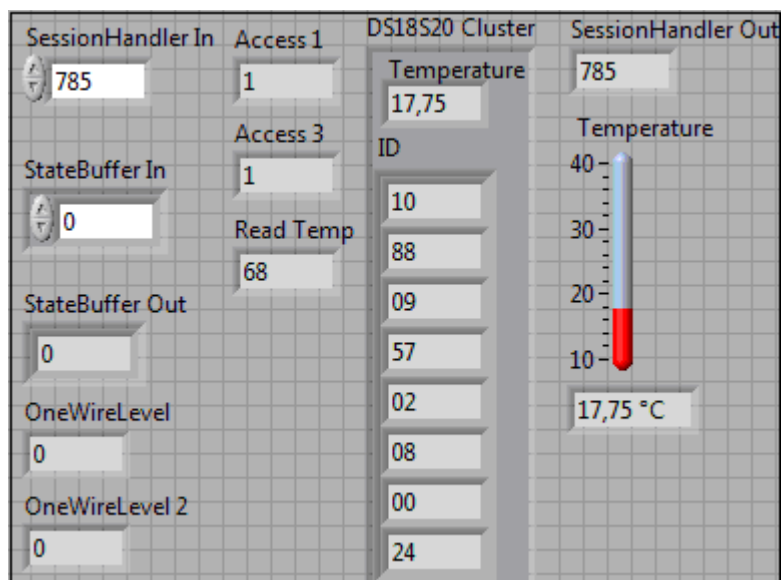 SessionHandler In
785
StateBuffer In
0
StateBuffer Out
0
OneWireLevel
0
OneWireLevel 2
0
Access 1
1
Access 3
1
Read Temp
68
DS18S20 Cluster
Temperature
17,75
ID
10
88
09
57
02
08
00
24
SessionHandler Out
785
Temperature
40
30
20
10
17,75 °C